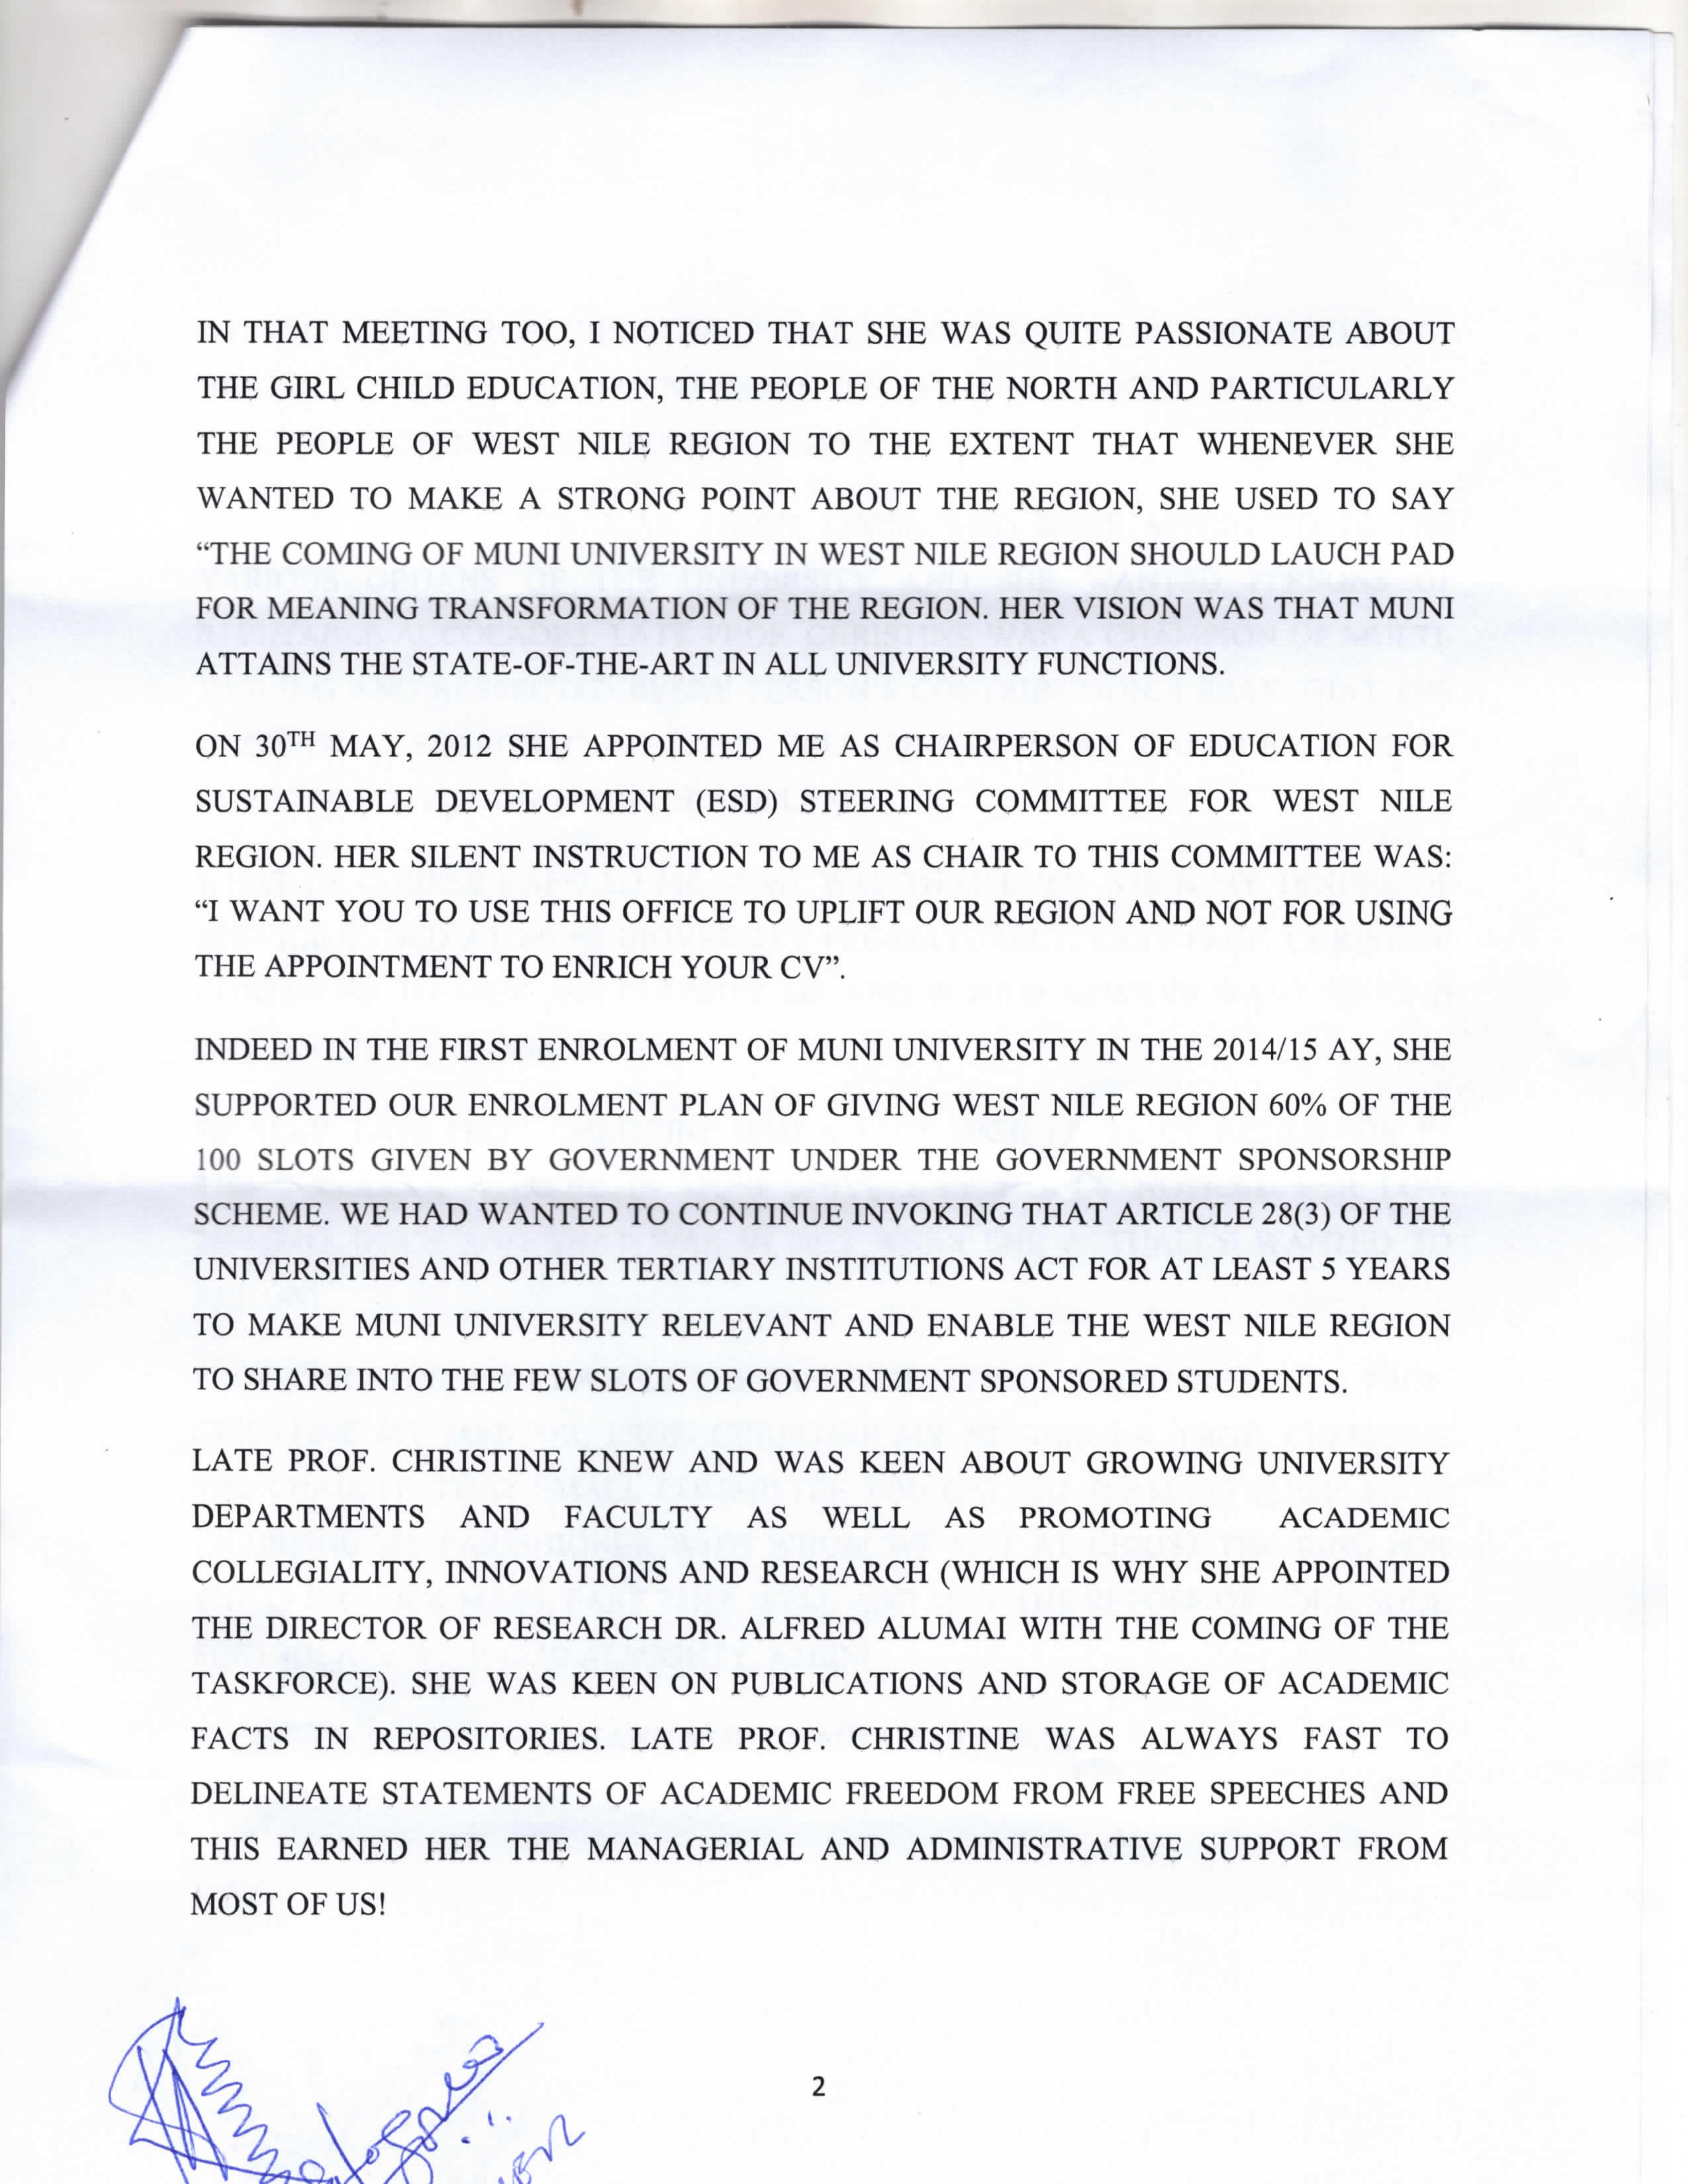 IN THAT MEETING TOO, I NOTICED THAT SHE WAS QUITE PASSIONATE ABOUT
THE GIRL CHILD EDUCATION, THE PEOPLE OF THE NORTH AND PARTICULARLY
THE PEOPLE OF WEST NILE REGION TO THE EXTENT THAT WHENEVER SHE
WANTED TO MAKE A STRONG POINT ABOUT THE REGION, SHE USED TO SAY
“THE COMING OF MUNI UNIVERSITY IN WEST NILE REGION SHOULD LAUCH PAD
FOR MEANING TRANSFORMATION OF THE REGION. HER VISION WAS THAT MUNI
ATTAINS THE STATE-OF-THE-ART IN ALL UNIVERSITY FUNCTIONS.
ON 30TH MAY, 2012 SHE APPOINTED ME AS CHAIRPERSON OF EDUCATION FOR
SUSTAINABLE DEVELOPMENT (ESD) STEERING COMMITTEE FOR WEST NILE
REGION. HER SILENT INSTRUCTION TO ME AS CHAIR TO THIS COMMITTEE WAS:
“I WANT YOU TO USE THIS OFFICE TO UPLIFT OUR REGION AND NOT FOR USING
THE APPOINTMENT TO ENRICH YOUR CV”.
INDEED IN THE FIRST ENROLMENT OF MUNI UNIVERSITY IN THE 2014/15 AY, SHE
SUPPORTED OUR ENROLMENT PLAN OF GIVING WEST NILE REGION 60% OF THE
100 SLOTS GIVEN BY GOVERNMENT UNDER THE GOVERNMENT SPONSORSHIP
SCHEME. WE HAD WANTED TO CONTINUE INVOKING THAT ARTICLE 28(3) OF THE
UNIVERSITIES AND OTHER TERTIARY INSTITUTIONS ACT FOR AT LEAST 5 YEARS
TO MAKE MUNI UNIVERSITY RELEVANT AND ENABLE THE WEST NILE REGION
TO SHARE INTO THE FEW SLOTS OF GOVERNMENT SPONSORED STUDENTS.
LATE PROF. CHRISTINE KNEW AND WAS KEEN ABOUT GROWING UNIVERSITY
DEPARTMENTS AND FACULTY AS WELL AS PROMOTING ACADEMIC
COLLEGIALITY, INNOVATIONS AND RESEARCH (WHICH IS WHY SHE APPOINTED
THE DIRECTOR OF RESEARCH DR. ALFRED ALUMAI WITH THE COMING OF THE
TASKFORCE). SHE WAS KEEN ON PUBLICATIONS AND STORAGE OF ACADEMIC
FACTS IN REPOSITORIES. LATE PROF. CHRISTINE WAS ALWAYS FAST TO
DELINEATE STATEMENTS OF ACADEMIC FREEDOM FROM FREE SPEECHES AND
THIS EARNED HER THE MANAGERIAL AND ADMINISTRATIVE SUPPORT FROM
MOST OF US!
2